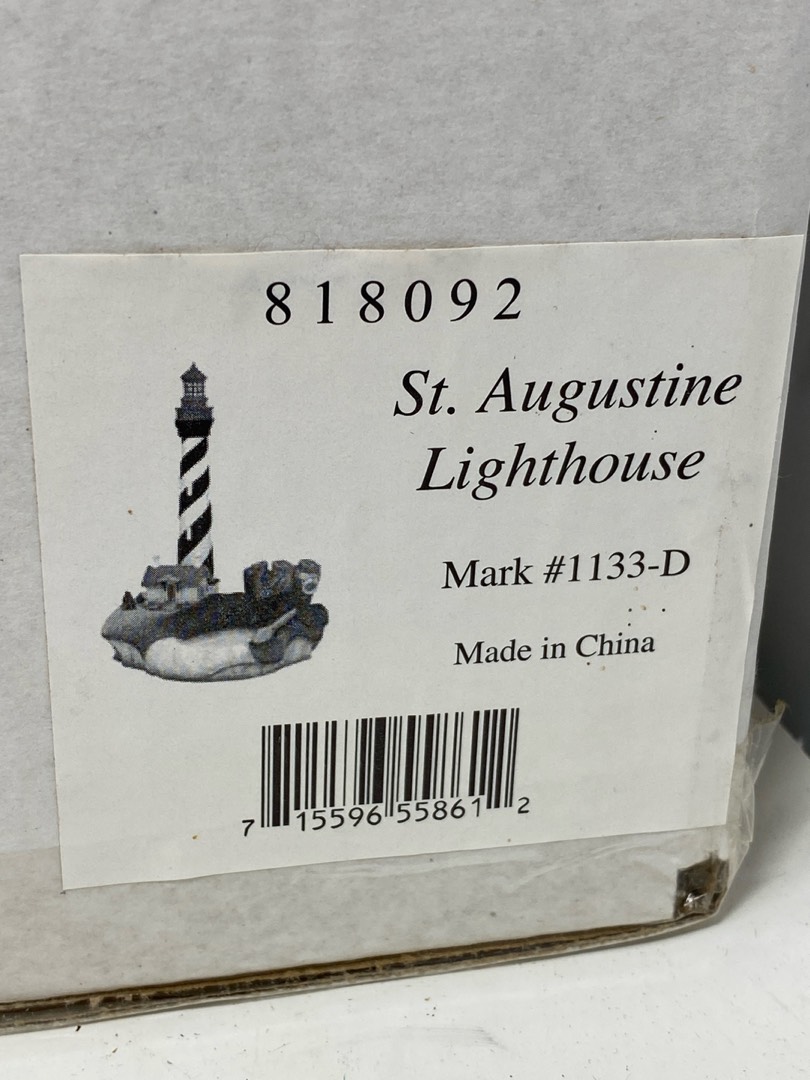 818092
St. Augustine
Lighthouse
Mark #1133-D
Made in China
7 15596 55861 2